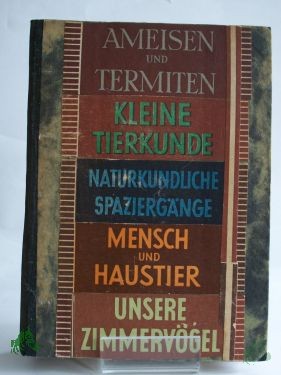 AMEISEN
UND
TERMITEN
KLEINE
TIERKUNDE
NATURKUNDLICHE
SPAZIERGÄNGE
MENSCH
UND
HAUSTIER
UNSERE
ZIMMERVÖGEL